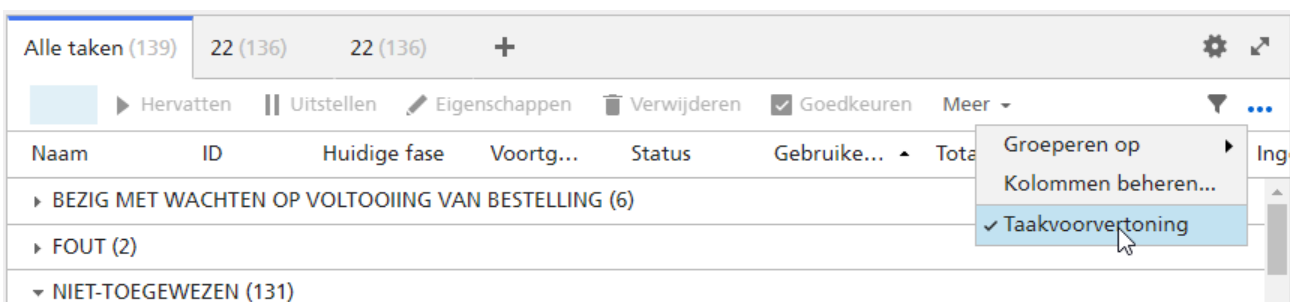 Alle taken (139) 22 (136) 22 (136) +
Hervatten Uitstellen Eigenschappen Verwijderen Goedkeuren Meer
Naam ID Huidige fase Voortg... Status Gebruike... Tota Ing
Groeperen op
Kolommen beheren...
Taakvoorvertoning
BEZIG MET WACHTEN OP VOLTOOIING VAN BESTELLING (6)
FOUT (2)
NIET-TOEGEWEZEN (131)